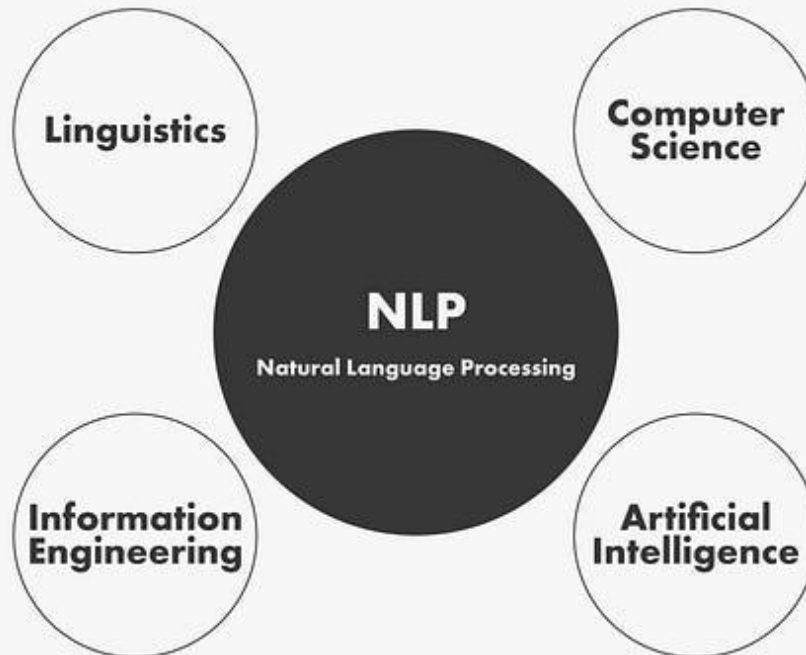 Linguistics
Computer
Science
NLP
Natural Language Processing
Information
Engineering
Artificial
Intelligence